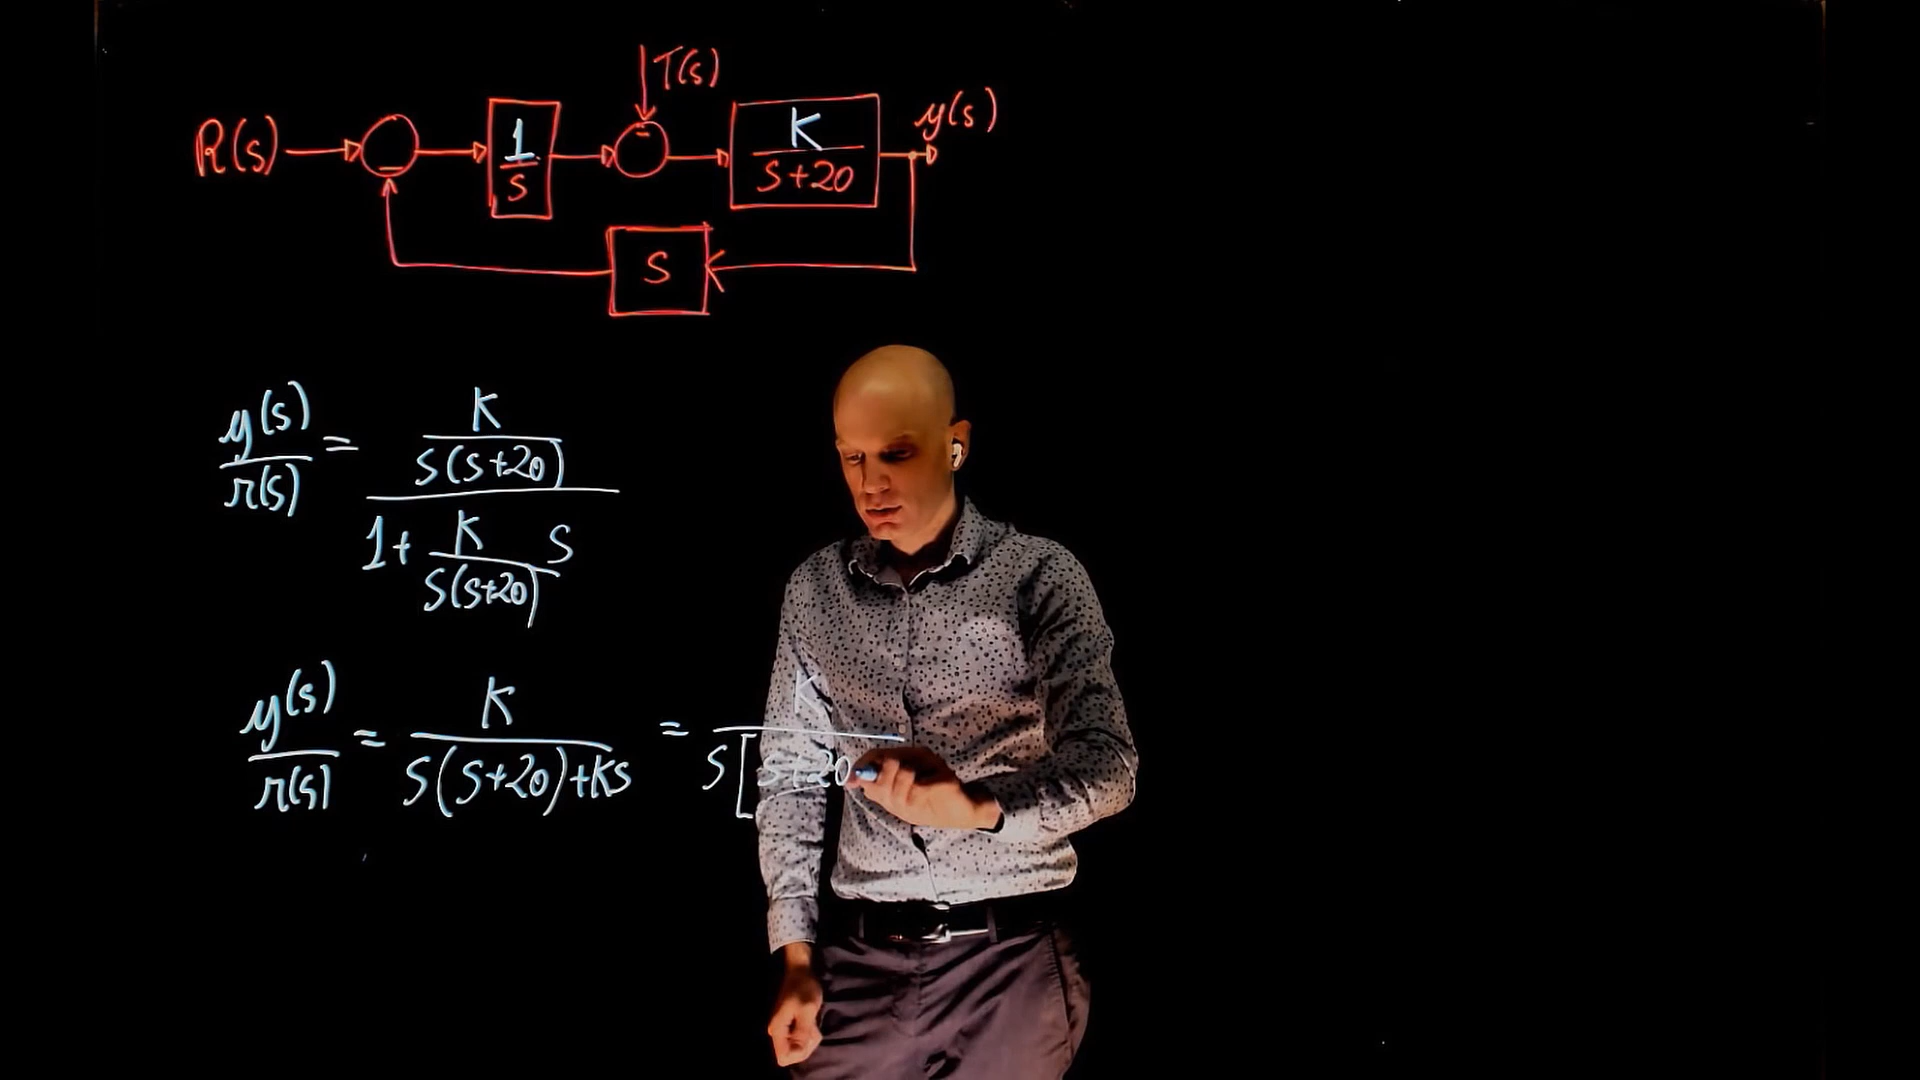 T(s)
R(s) 1/s K/(s+20) y(s)
-
-
S
y(s)/r(s) = (K/(s(s+20)))/(1+ K/(s(s+20)) s)
y(s)/r(s) = K/(s(s+20)+Ks) = K/(s[s+20